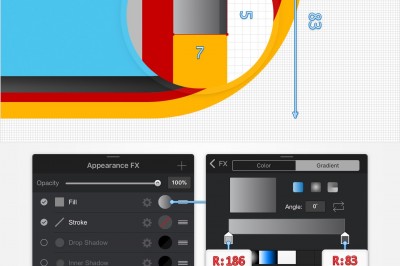 5
83
7
Appearance FX
Opacity 100%
Fill
Stroke
Drop Shadow
Inner Shadow
FX Color Gradient
Angle: 0°
R:186
R:83